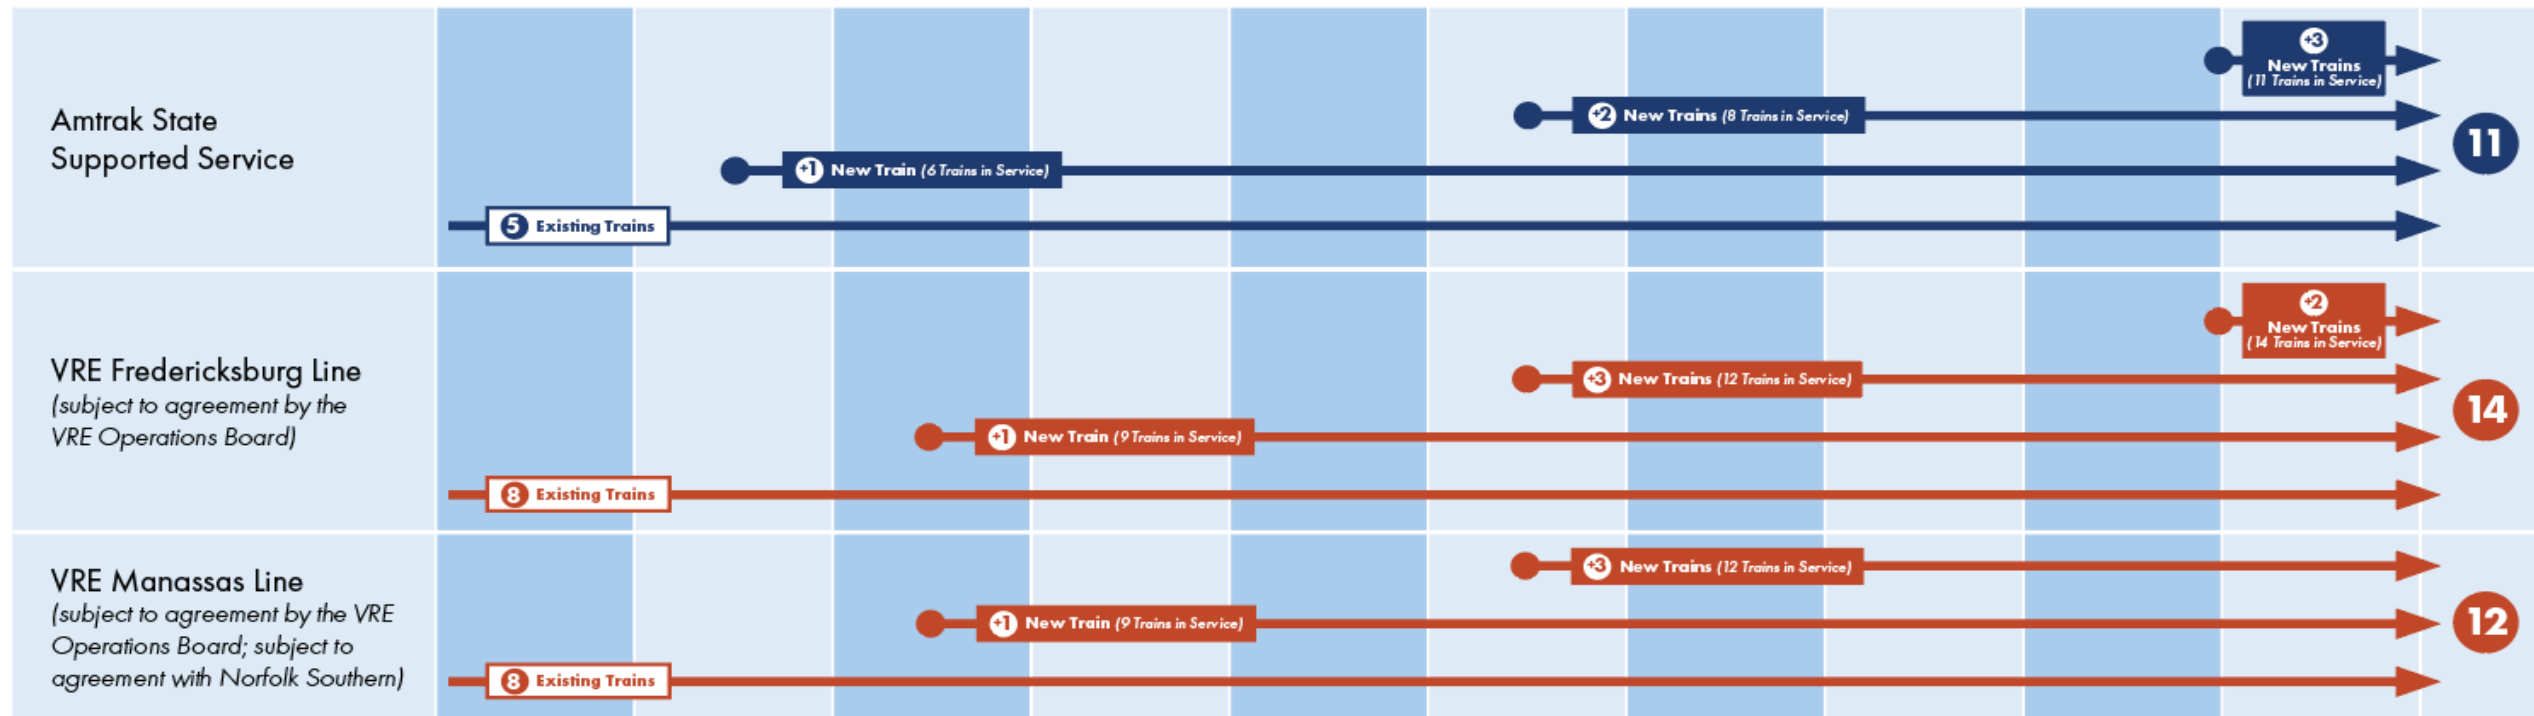 Amtrak State
Supported Service
+3
New Trains
(11 Trains in Service)
+2 New Trains (8 Trains in Service)
+1 New Train (6 Trains in Service)
5 Existing Trains
11
VRE Fredericksburg Line
(subject to agreement by the
VRE Operations Board)
+2
New Trains
(14 Trains in Service)
+3 New Trains (12 Trains in Service)
+1 New Train (9 Trains in Service)
8 Existing Trains
14
VRE Manassas Line
(subject to agreement by the VRE
Operations Board; subject to
agreement with Norfolk Southern)
+3 New Trains (12 Trains in Service)
+1 New Train (9 Trains in Service)
8 Existing Trains
12